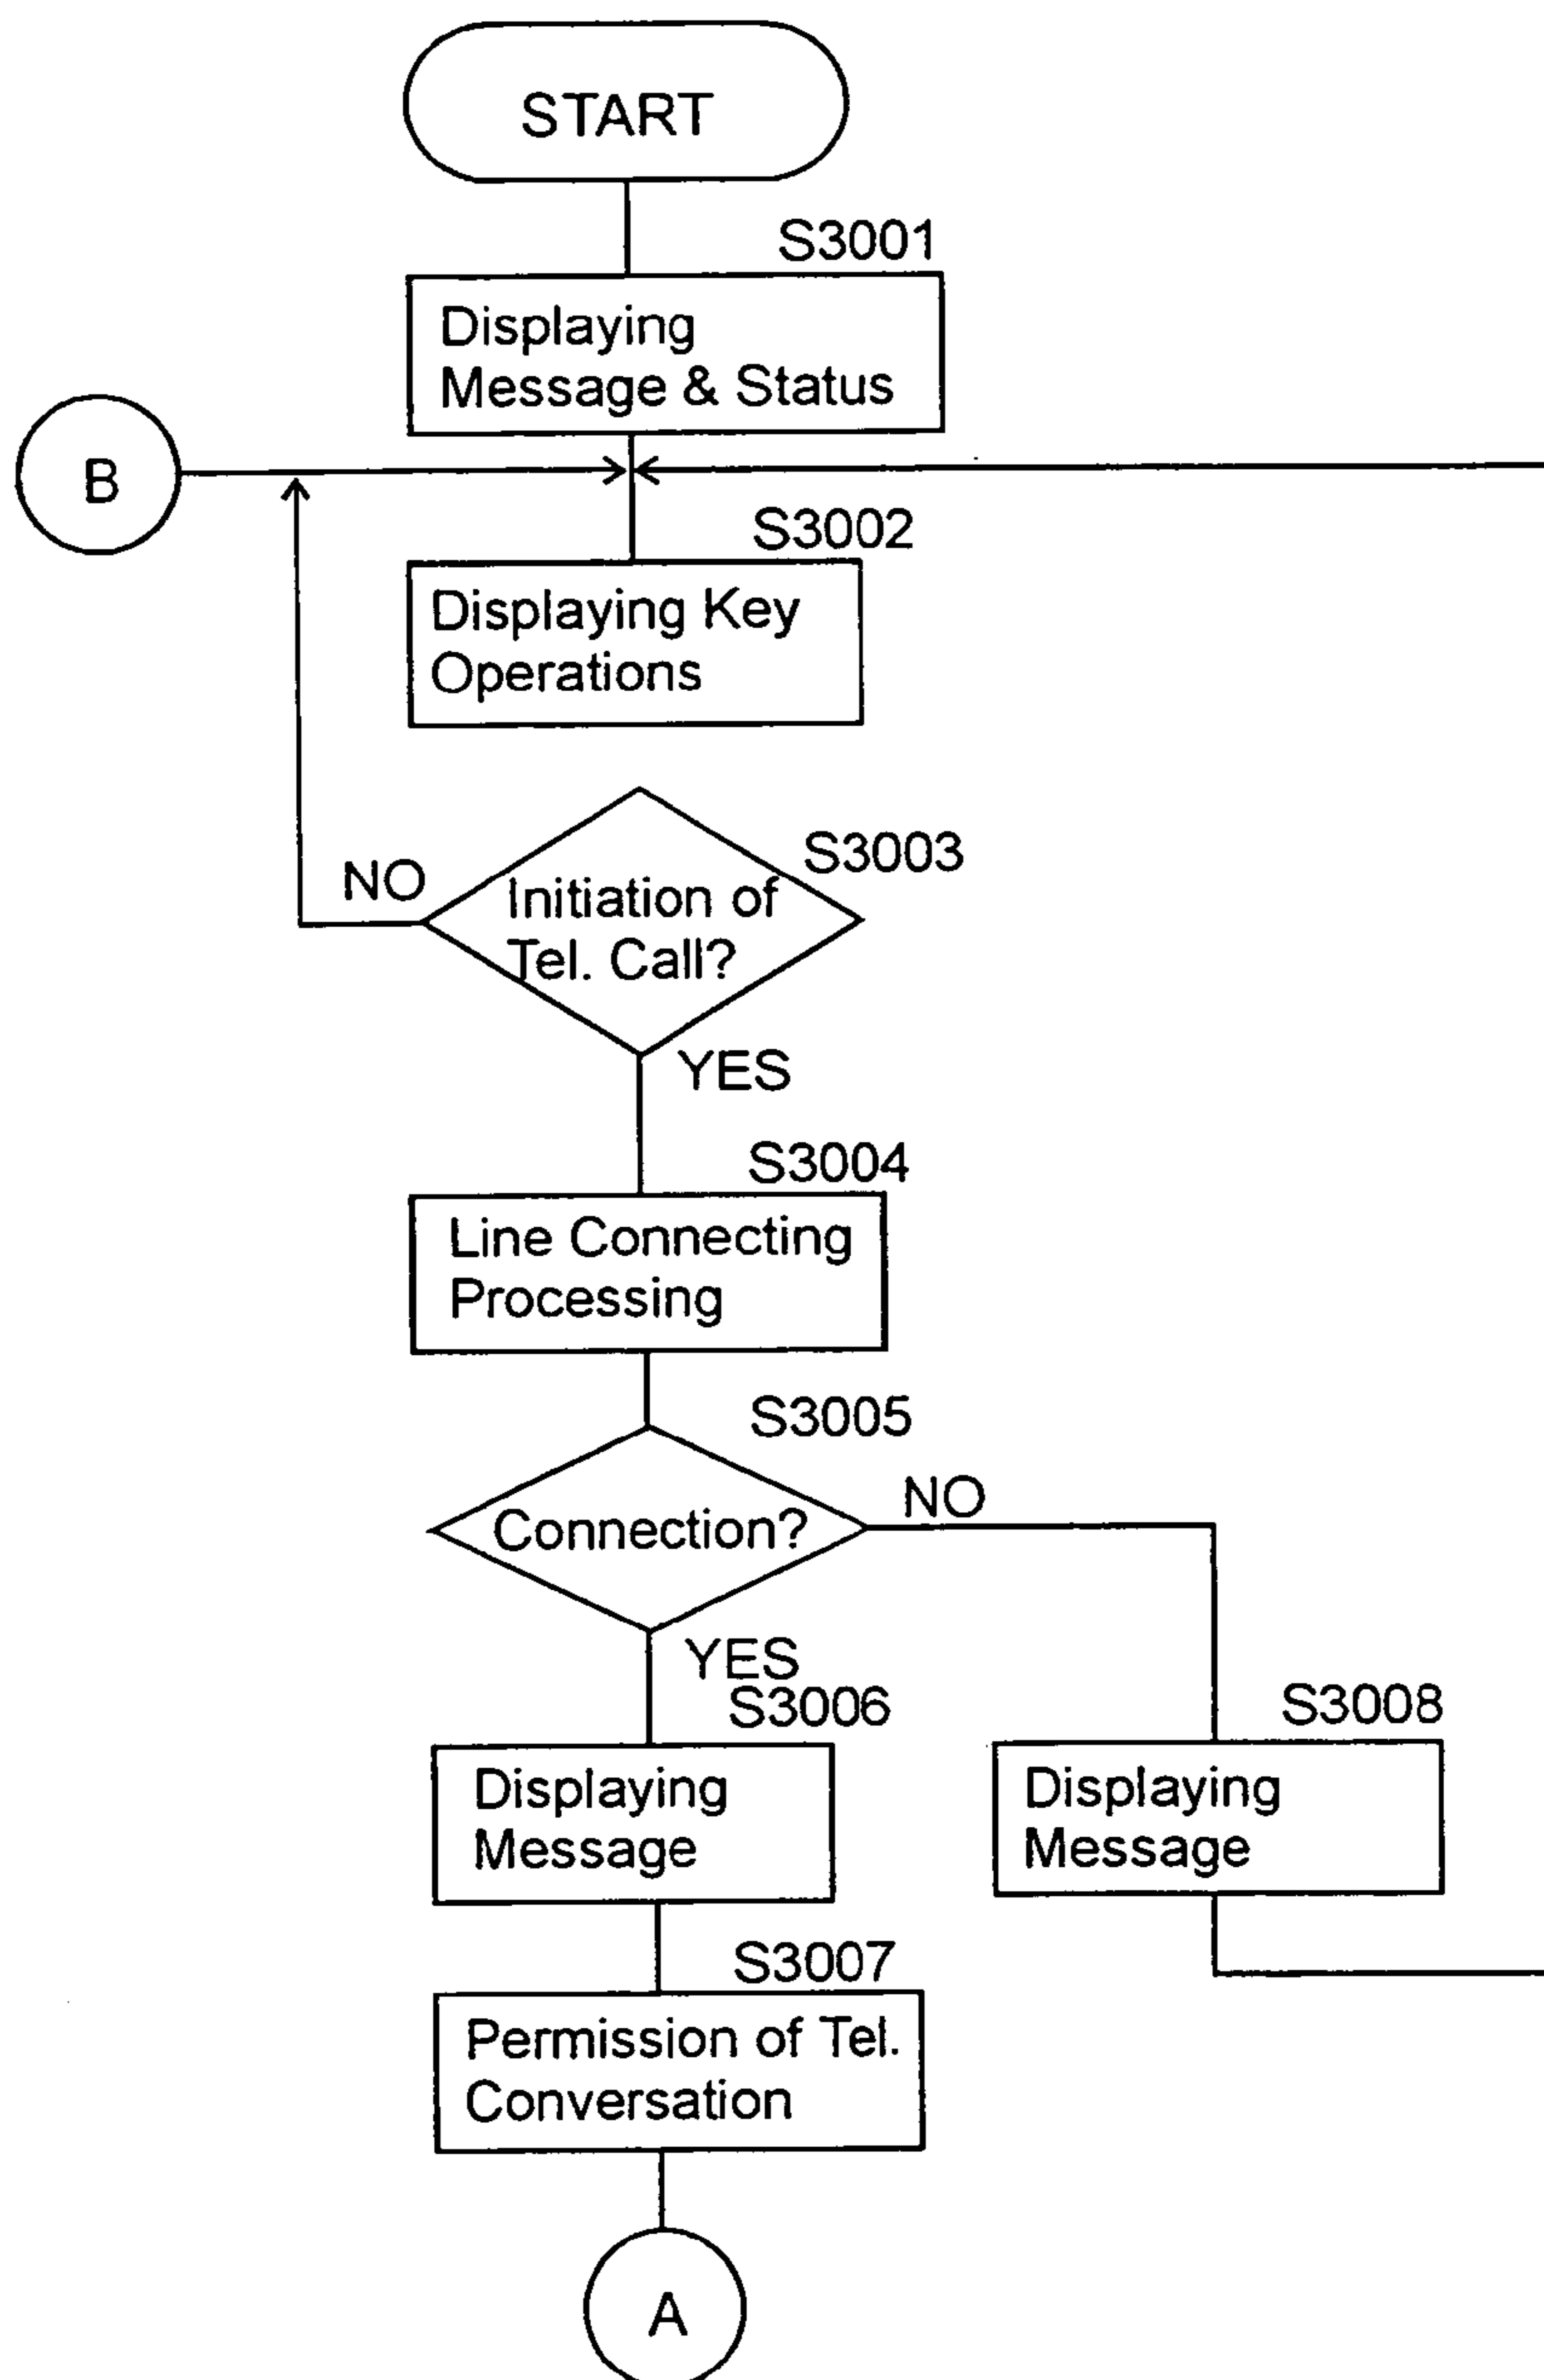 START
S3001
Displaying
Message & Status
B
S3002
Displaying Key
Operations
S3003
NO
Initiation of
Tel. Call?
YES
S3004
Line Connecting
Processing
S3005
NO
Connection?
YES
S3006
Displaying
Message
S3008
Displaying
Message
S3007
Permission of Tel.
Conversation
A